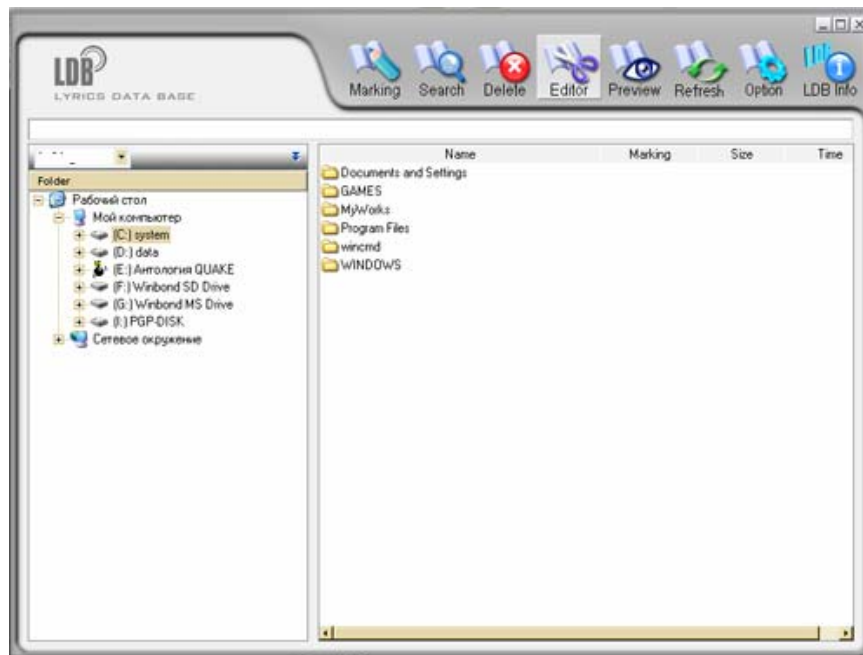 LDB
LYRICS DATA BASE
Marking Search Delete Editor Preview Refresh Option LDB Info
Folder
Рабочий стол
Мой компьютер
(C:) system
(D:) data
(E:) Антология QUAKE
(F:) Winbond SD Drive
(G:) Winbond MS Drive
(I:) PGP-DISK
Сетевое окружение
Name Marking Size Time
Documents and Settings
GAMES
MyWorks
Program Files
wincmd
WINDOWS